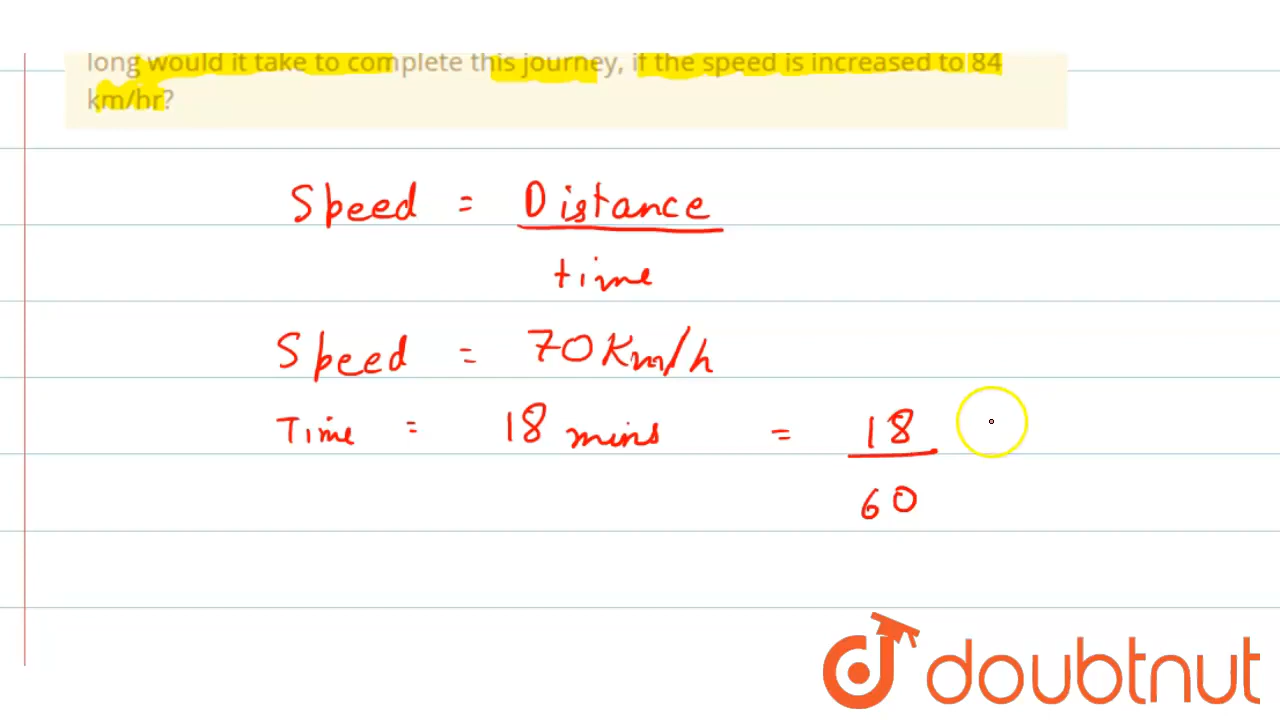 long would it take to complete this journey, if the speed is increased to 84
km/hr?
Speed = Distance
time
Speed = 70 Km/h
Time = 18 mins = 18
60
doubtnut